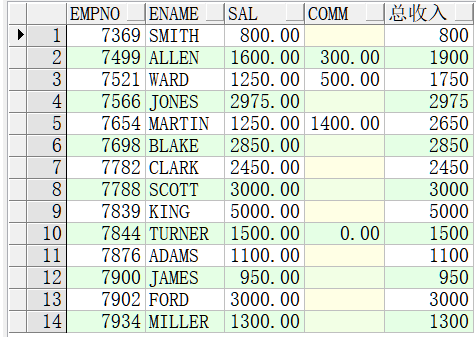 EMPNO ENAME SAL COMM 总收入
1 7369 SMITH 800.00 800
2 7499 ALLEN 1600.00 300.00 1900
3 7521 WARD 1250.00 500.00 1750
4 7566 JONES 2975.00 2975
5 7654 MARTIN 1250.00 1400.00 2650
6 7698 BLAKE 2850.00 2850
7 7782 CLARK 2450.00 2450
8 7788 SCOTT 3000.00 3000
9 7839 KING 5000.00 5000
10 7844 TURNER 1500.00 0.00 1500
11 7876 ADAMS 1100.00 1100
12 7900 JAMES 950.00 950
13 7902 FORD 3000.00 3000
14 7934 MILLER 1300.00 1300